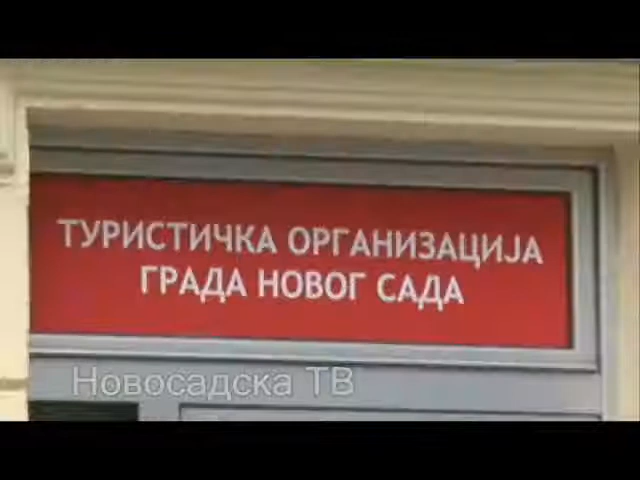 ТУРИСТИЧКА ОРГАНИЗАЦИЈА
ГРАДА НОВОГ САДА
Новосадска ТВ